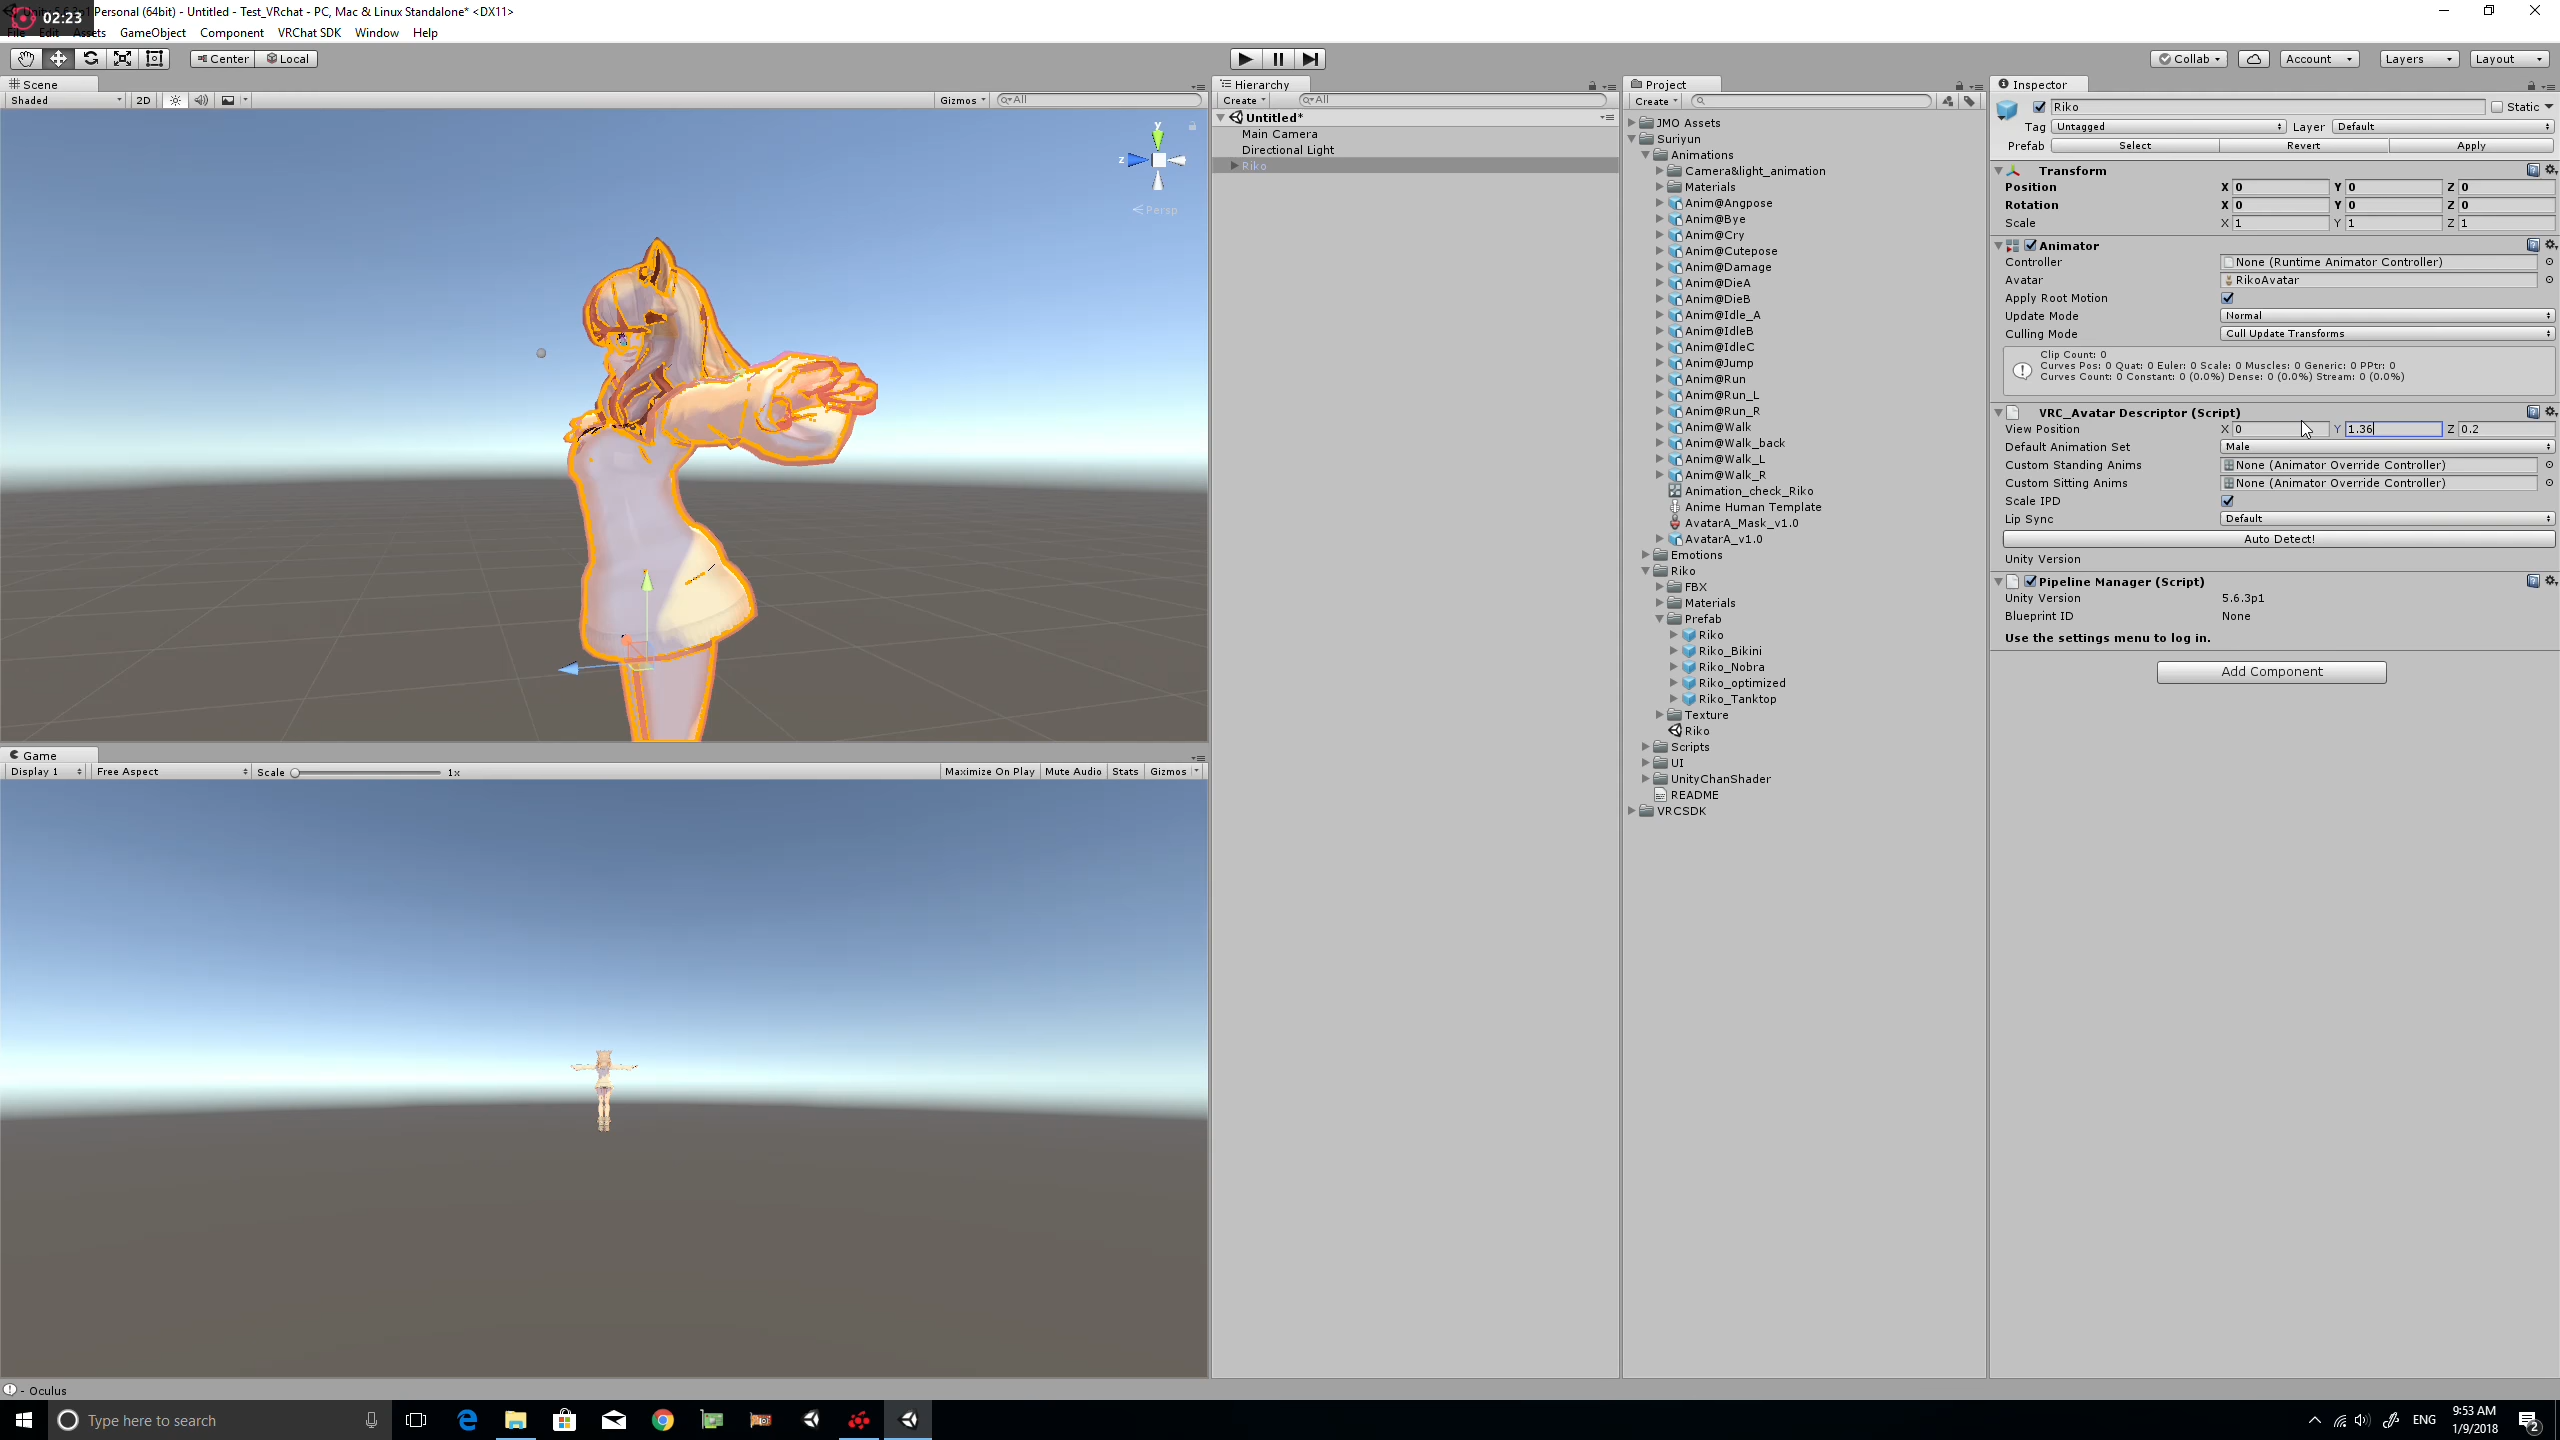 02:23
Personal (64bit) - Untitled - Test_VRchat - PC, Mac & Linux Standalone* <DX11>
File Edit Assets GameObject Component VRChat SDK Window Help
Center Local
Collab Account Layers Layout
Scene
Shaded 2D Gizmos All
y
z
Persp
Game
Display 1 Free Aspect Scale 1x Maximize On Play Mute Audio Stats Gizmos
Hierarchy
Create All
Untitled*
Main Camera
Directional Light
Riko
Project
Create
JMO Assets
Suriyun
Animations
Camera&light_animation
Materials
Anim@Angpose
Anim@Bye
Anim@Cry
Anim@Cutepose
Anim@Damage
Anim@DieA
Anim@DieB
Anim@Idle_A
Anim@IdleB
Anim@IdleC
Anim@Jump
Anim@Run
Anim@Run_L
Anim@Run_R
Anim@Walk
Anim@Walk_back
Anim@Walk_L
Anim@Walk_R
Animation_check_Riko
Anime Human Template
AvatarA_Mask_v1.0
AvatarA_v1.0
Emotions
Riko
FBX
Materials
Prefab
Riko
Riko_Bikini
Riko_Nobra
Riko_optimized
Riko_Tanktop
Texture
Riko
Scripts
UI
UnityChanShader
README
VRCSDK
Inspector
Riko Static
Tag Untagged Layer Default
Prefab Select Revert Apply
Transform
Position X 0 Y 0 Z 0
Rotation X 0 Y 0 Z 0
Scale X 1 Y 1 Z 1
Animator
Controller None (Runtime Animator Controller)
Avatar RikoAvatar
Apply Root Motion
Update Mode Normal
Culling Mode Cull Update Transforms
Clip Count: 0
Curves Pos: 0 Quat: 0 Euler: 0 Scale: 0 Muscles: 0 Generic: 0 PPtr: 0
Curves Count: 0 Constant: 0 (0.0%) Dense: 0 (0.0%) Stream: 0 (0.0%)
VRC_Avatar Descriptor (Script)
View Position X 0 Y 1.36 Z 0.2
Default Animation Set Male
Custom Standing Anims None (Animator Override Controller)
Custom Sitting Anims None (Animator Override Controller)
Scale IPD
Lip Sync Default
Auto Detect!
Unity Version
Pipeline Manager (Script)
Unity Version 5.6.3p1
Blueprint ID None
Use the settings menu to log in.
Add Component
- Oculus
Type here to search
ENG
9:53 AM
1/9/2018
2